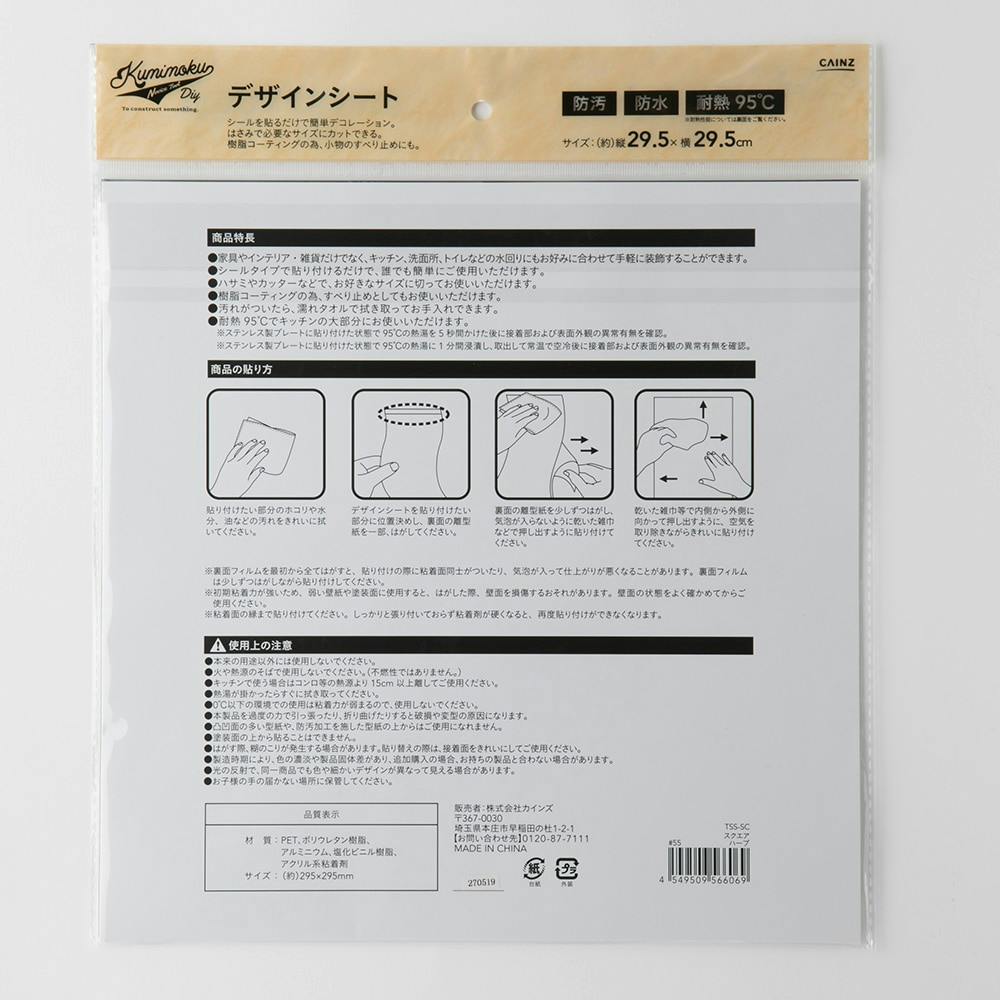 Kumimoku
Novice Tool
Diy
To construct something.
デザインシート
シールを貼るだけで簡単デコレーション。
はさみで必要なサイズにカットできる。
樹脂コーティングの為、小物のすべり止めにも。
防汚 防水 耐熱 95℃
※耐熱性能については裏面をご覧ください。
サイズ：（約）縦29.5×横29.5cm
CAINZ
商品特長
●家具やインテリア・雑貨だけでなく、キッチン、洗面所、トイレなどの水回りにもお好みに合わせて手軽に装飾することができます。
●シールタイプで貼り付けるだけで、誰でも簡単にご使用いただけます。
●ハサミやカッターなどで、お好きなサイズに切ってお使いいただけます。
●樹脂コーティングの為、すべり止めとしてもお使いいただけます。
●汚れがついたら、濡れタオルで拭き取ってお手入れできます。
●耐熱 95℃でキッチンの大部分にお使いいただけます。
※ステンレス製プレートに貼り付けた状態で 95℃の熱湯を 5 秒間かけた後に接着部および表面外観の異常有無を確認。
※ステンレス製プレートに貼り付けた状態で 95℃の熱湯に 1 分間浸漬し、取出して常温で空冷後に接着部および表面外観の異常有無を確認。
商品の貼り方
貼り付けたい部分のホコリや水
分、油などの汚れをきれいに拭
いてください。
デザインシートを貼り付けたい
部分に位置決めし、裏面の離型
紙を一部、はがしてください。
裏面の離型紙を少しずつはがし、
気泡が入らないように乾いた雑巾
などで押し出すように貼り付けて
ください。
乾いた雑巾等で内側から外側に
向かって押し出すように、空気を
取り除きながらきれいに貼り付け
てください。
※裏面フィルムを最初から全てはがすと、貼り付けの際に粘着面同士がついたり、気泡が入って仕上がりが悪くなることがあります。裏面フィルム
は少しずつはがしながら貼り付けしてください。
※初期粘着力が強いため、弱い壁紙や塗装面に使用すると、はがした際、壁面を損傷するおそれがあります。壁面の状態をよく確かめてからご
使用ください。
※粘着面の縁まで貼り付けてください。しっかりと張り付いておらず粘着剤が硬くなると、再度貼り付けができなくなります。
使用上の注意
●本来の用途以外には使用しないでください。
●火や熱源のそばで使用しないでください。（不燃性ではありません。）
●キッチンで使う場合はコンロ等の熱源より 15cm 以上離してご使用ください。
●熱湯が掛かったらすぐに拭き取ってください。
●0℃以下の環境での使用は粘着力が弱まるので、使用しないでください。
●本製品を過度の力で引っ張ったり、折り曲げたりすると破損や変型の原因になります。
●凸凹面の多い型紙や、防汚加工を施した型紙の上からはご使用になれません。
●塗装面の上から貼ることはできません。
●はがす際、糊のこりが発生する場合があります。貼り替えの際は、接着面をきれいにしてご使用ください。
●製造時期により、色の濃淡や製品固体差があり、追加購入の場合、お持ちの製品と合わない場合があります。
●光の反射で、同一商品でも色や細かいデザインが異なって見える場合があります。
●お子様の手の届かない場所に保管してください。
品質表示
材 質：PET、ポリウレタン樹脂、
アルミニウム、塩化ビニル樹脂、
アクリル系粘着剤
サイズ：（約）295×295mm
販売者：株式会社カインズ
〒367-0030
埼玉県本庄市早稲田の杜1-2-1
【お問い合わせ先】0120-87-7111
MADE IN CHINA
270519
紙
台紙
プラ
外装
TSS-SC
スクエア
#55 ハーブ
4 549509 566069